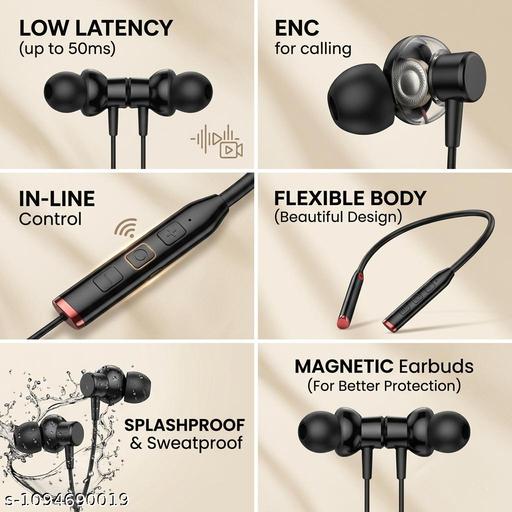 LOW LATENCY
(up to 50ms)
ENC
for calling
IN-LINE
Control
FLEXIBLE BODY
(Beautiful Design)
SPLASHPROOF
& Sweatproof
MAGNETIC Earbuds
(For Better Protection)
s-1094690019